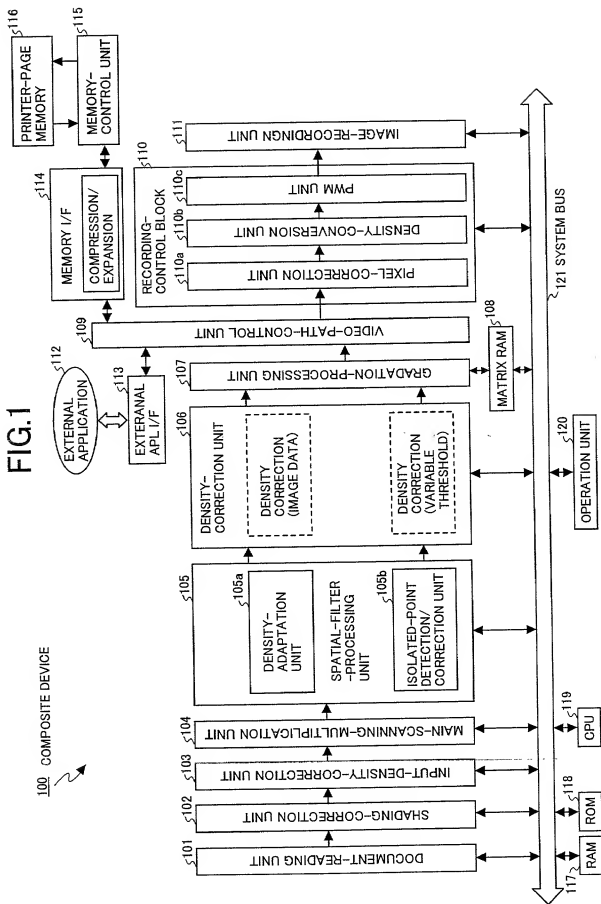 FIG.1
100 COMPOSITE DEVICE
101
DOCUMENT-READING UNIT
102
SHADING-CORRECTION UNIT
103
INPUT-DENSITY-CORRECTION UNIT
104
MAIN-SCANNING-MULTIPLICATION UNIT
105
105a
DENSITY-
ADAPTATION
UNIT
SPATIAL-FILTER
-PROCESSING
UNIT
105b
ISOLATED-POINT
DETECTION/
CORRECTION UNIT
106
DENSITY-
CORRECTION UNIT
DENSITY
CORRECTION
(IMAGE DATA)
DENSITY
CORRECTION
(VARIABLE
THRESHOLD)
107
GRADATION-PROCESSING UNIT
108
MATRIX RAM
109
VIDEO-PATH-CONTROL UNIT
112
EXTERNAL
APPLICATION
113
EXTERANAL
APL I/F
114
MEMORY I/F
COMPRESSION/
EXPANSION
115
MEMORY-
CONTROL UNIT
116
PRINTER-PAGE
MEMORY
110
RECORDING-
CONTROL BLOCK
110a
PIXEL-CORRECTION UNIT
110b
DENSITY-CONVERSION UNIT
110c
PWM UNIT
111
IMAGE-RECORDINGN UNIT
117
RAM
118
ROM
119
CPU
120
OPERATION UNIT
121 SYSTEM BUS